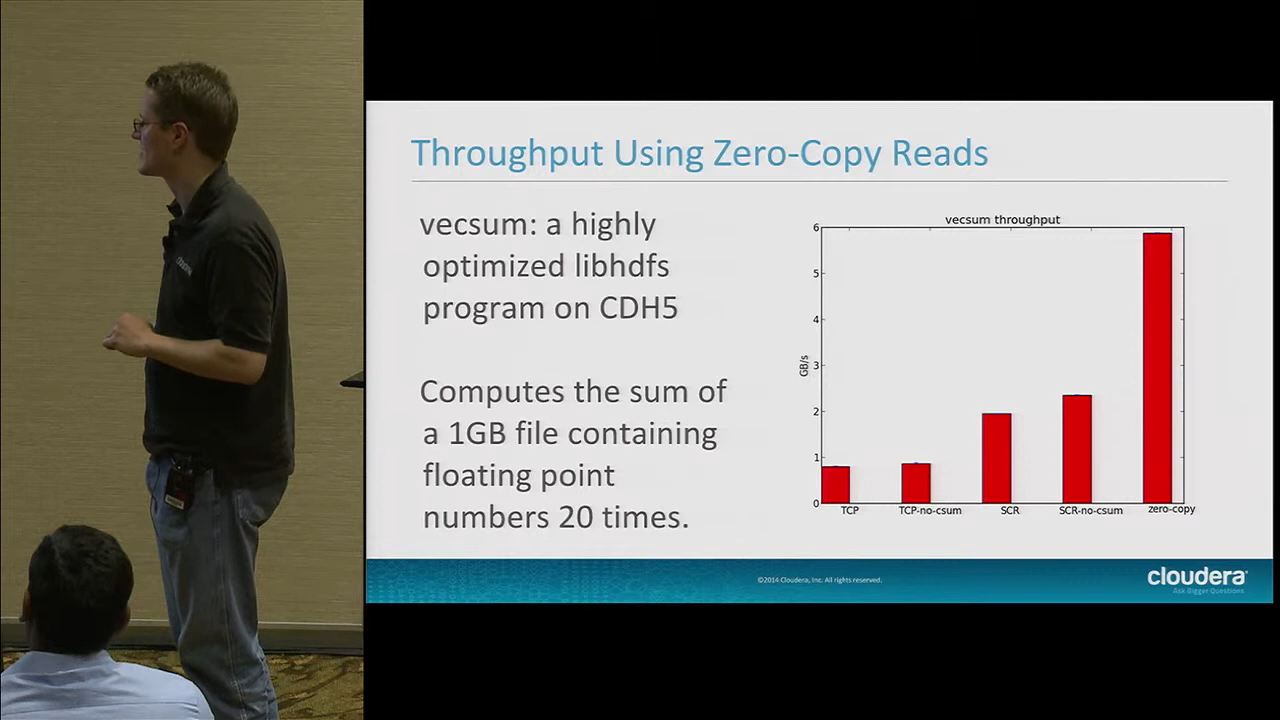 Throughput Using Zero-Copy Reads
vecsum: a highly
optimized libhdfs
program on CDH5
Computes the sum of
a 1GB file containing
floating point
numbers 20 times.
vecsum throughput
6
5
4
3
2
1
0
GB/s
TCP
TCP-no-csum
SCR
SCR-no-csum
zero-copy
©2014 Cloudera, Inc. All rights reserved.
cloudera
Ask Bigger Questions